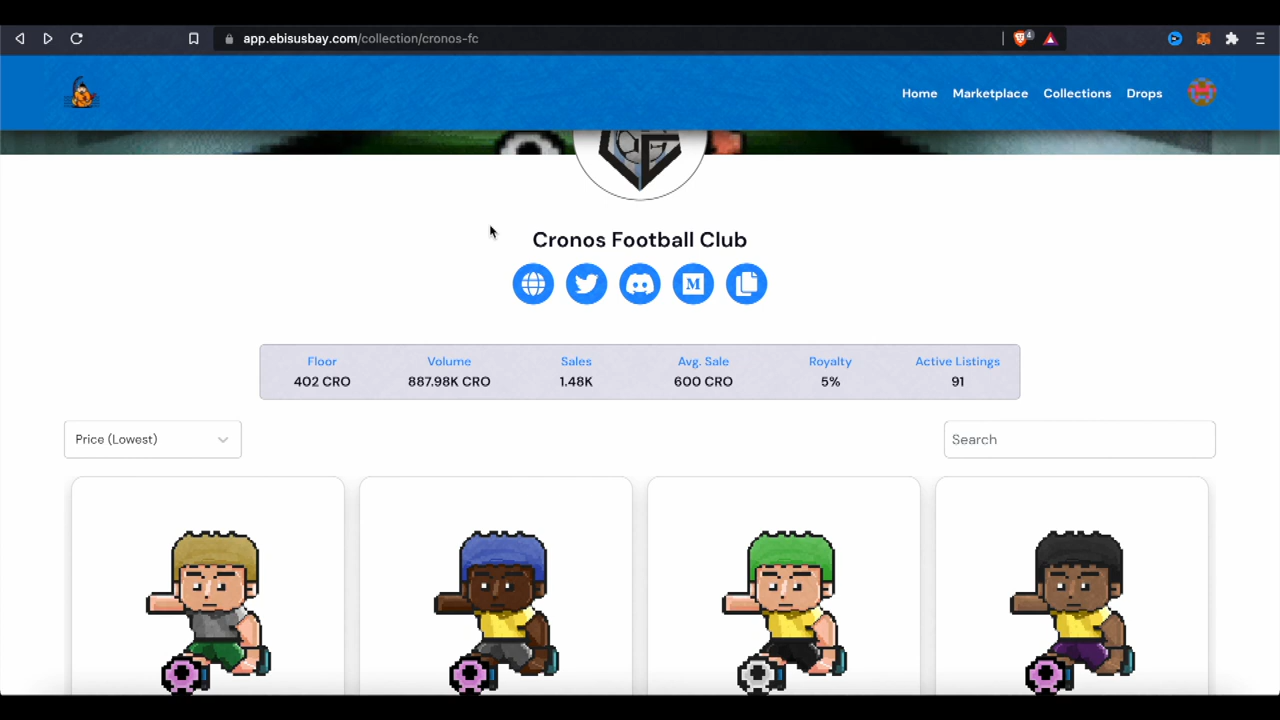 app.ebisusbay.com/collection/cronos-fc
4
Home Marketplace Collections Drops
Cronos Football Club
M
Floor Volume Sales Avg. Sale Royalty Active Listings
402 CRO 887.98K CRO 1.48K 600 CRO 5% 91
Price (Lowest) Search